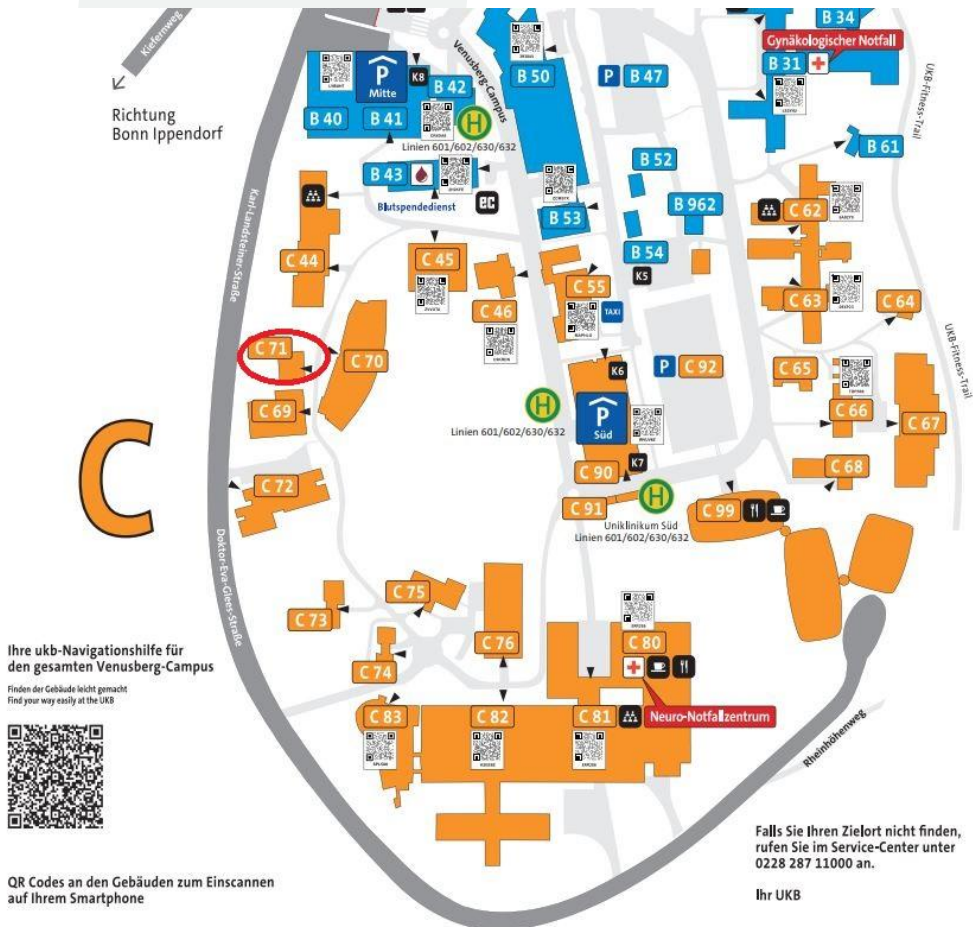 Kiefernweg
Richtung
Bonn Ippendorf
P
Mitte
K8
B 42
B 40
B 41
H
Linien 601/602/630/632
Venusberg-Campus
B 50
P
B 47
B 34
Gynäkologischer Notfall
B 31
UKB-Fitness-Trail
B 61
B 43
Blutspendedienst
ec
B 52
B 53
B 962
B 54
K5
C 62
Karl-Landsteiner-Straße
C 44
C 45
C 46
C 55
TAXI
C 63
C 64
C 71
C 70
K6
P
C 92
C 65
UKB-Fitness-Trail
C 69
H
Linien 601/602/630/632
P
Süd
C 66
C 67
C
C 72
C 90
K7
C 68
C 91
H
Uniklinikum Süd
Linien 601/602/630/632
C 99
Doktor-Eva-Glees-Straße
C 73
C 75
C 76
C 80
C 74
C 83
C 82
C 81
Neuro-Notfallzentrum
Rheinhöhenweg
Ihre ukb-Navigationshilfe für
den gesamten Venusberg-Campus
Finden der Gebäude leicht gemacht
Find your way easily at the UKB
QR Codes an den Gebäuden zum Einscannen
auf Ihrem Smartphone
Falls Sie Ihren Zielort nicht finden,
rufen Sie im Service-Center unter
0228 287 11000 an.
Ihr UKB